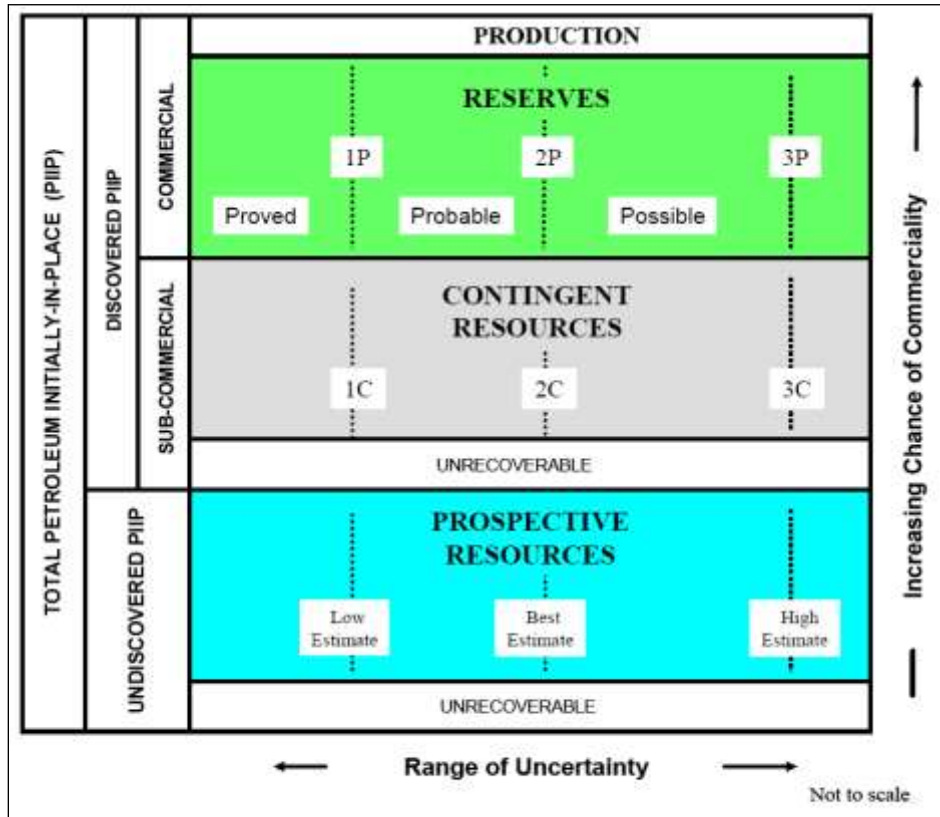 TOTAL PETROLEUM INITIALLY-IN-PLACE (PIIP)
DISCOVERED PIIP
UNDISCOVERED PIIP
COMMERCIAL
SUB-COMMERCIAL
PRODUCTION
RESERVES
1P 2P 3P
Proved Probable Possible
CONTINGENT
RESOURCES
1C 2C 3C
UNRECOVERABLE
PROSPECTIVE
RESOURCES
Low
Estimate
Best
Estimate
High
Estimate
UNRECOVERABLE
Increasing Chance of Commerciality
Range of Uncertainty
Not to scale